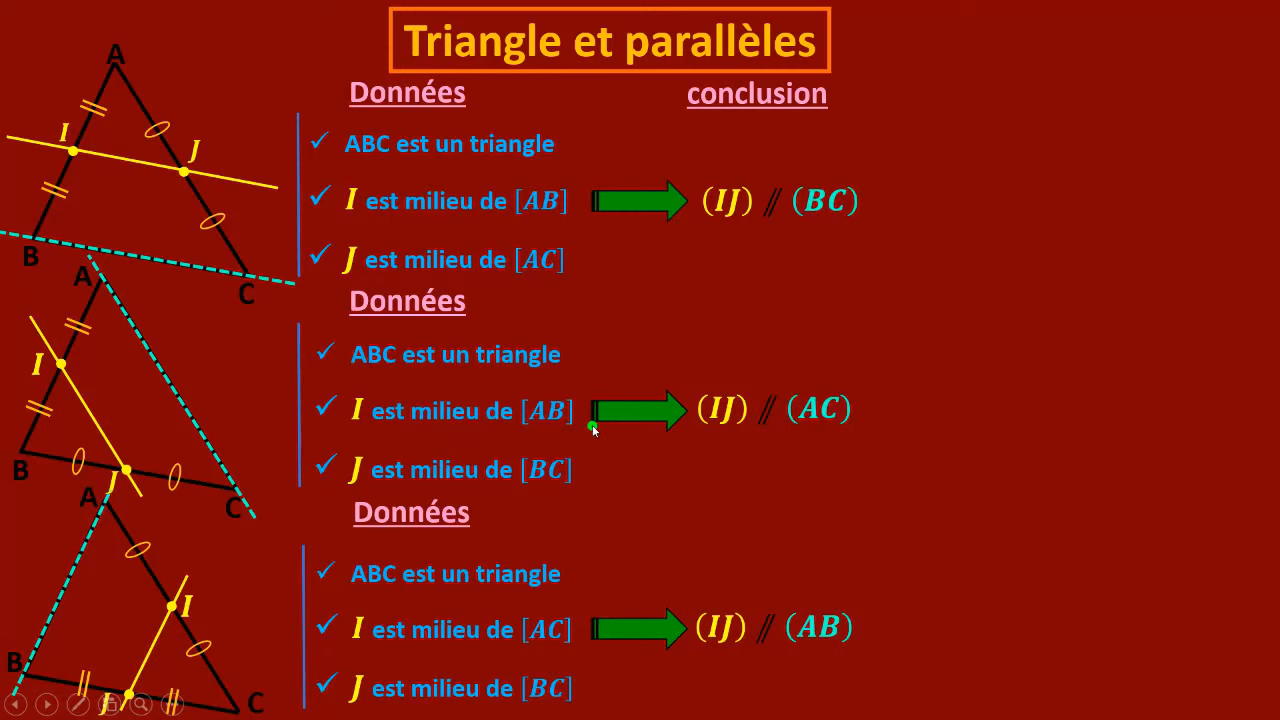 Triangle et parallèles
Données
conclusion
ABC est un triangle
I est milieu de [AB]
(IJ) // (BC)
J est milieu de [AC]
A
I
J
B
C
Données
ABC est un triangle
I est milieu de [AB]
(IJ) // (AC)
J est milieu de [BC]
A
I
B
J
C
Données
ABC est un triangle
I est milieu de [AC]
(IJ) // (AB)
J est milieu de [BC]
A
I
B
J
C